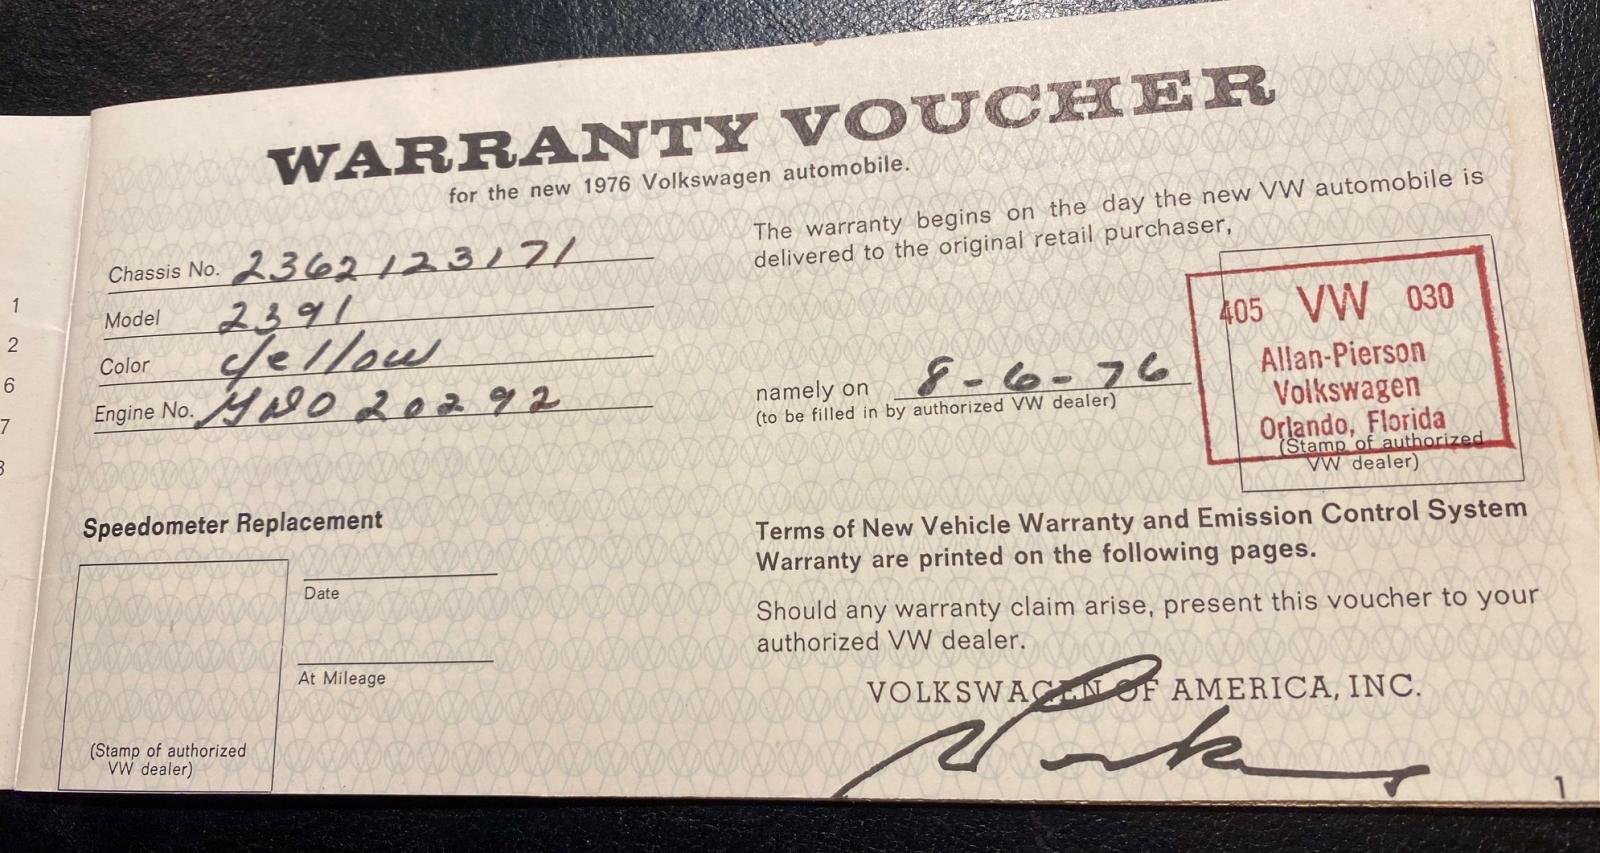 WARRANTY VOUCHER
for the new 1976 Volkswagen automobile.
Chassis No. 2362123171
Model 2391
Color Yellow
Engine No.
Speedometer Replacement
Date
At Mileage
(Stamp of authorized
VW dealer)
The warranty begins on the day the new VW automobile is
delivered to the original retail purchaser,
namely on 8-6-76
(to be filled in by authorized VW dealer)
405 VW 030
Allan-Pierson
Volkswagen
Orlando, Florida
(Stamp of authorized
VW dealer)
Terms of New Vehicle Warranty and Emission Control System
Warranty are printed on the following pages.
Should any warranty claim arise, present this voucher to your
authorized VW dealer.
VOLKSWAGEN OF AMERICA, INC.
1
1
2
6
7